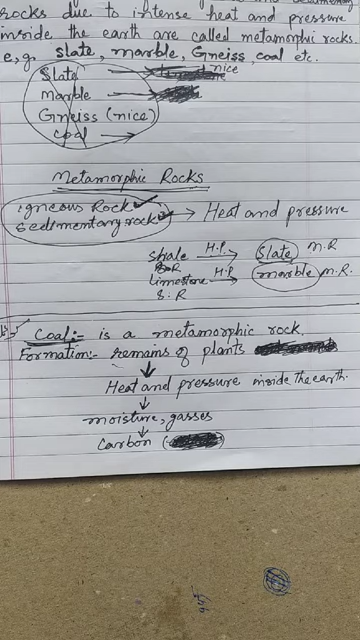 rocks due to intense heat and pressure
inside the earth are called metamorphic rocks
e,g. slate, marble, Gneiss, coal etc.
Slate → nice
Marble →
Gneiss (nice)
coal →
Metamorphic Rocks
igneous Rock ✓
sedimentary rock ✓ → Heat and pressure
shale H.P. → Slate M.R
S.R
limestone H.P → marble M.R.
S.R
Coal:- is a metamorphic rock.
Formation:- remains of plants
↓
Heat and pressure inside the earth.
↓
moisture, gasses
↓
Carbon (